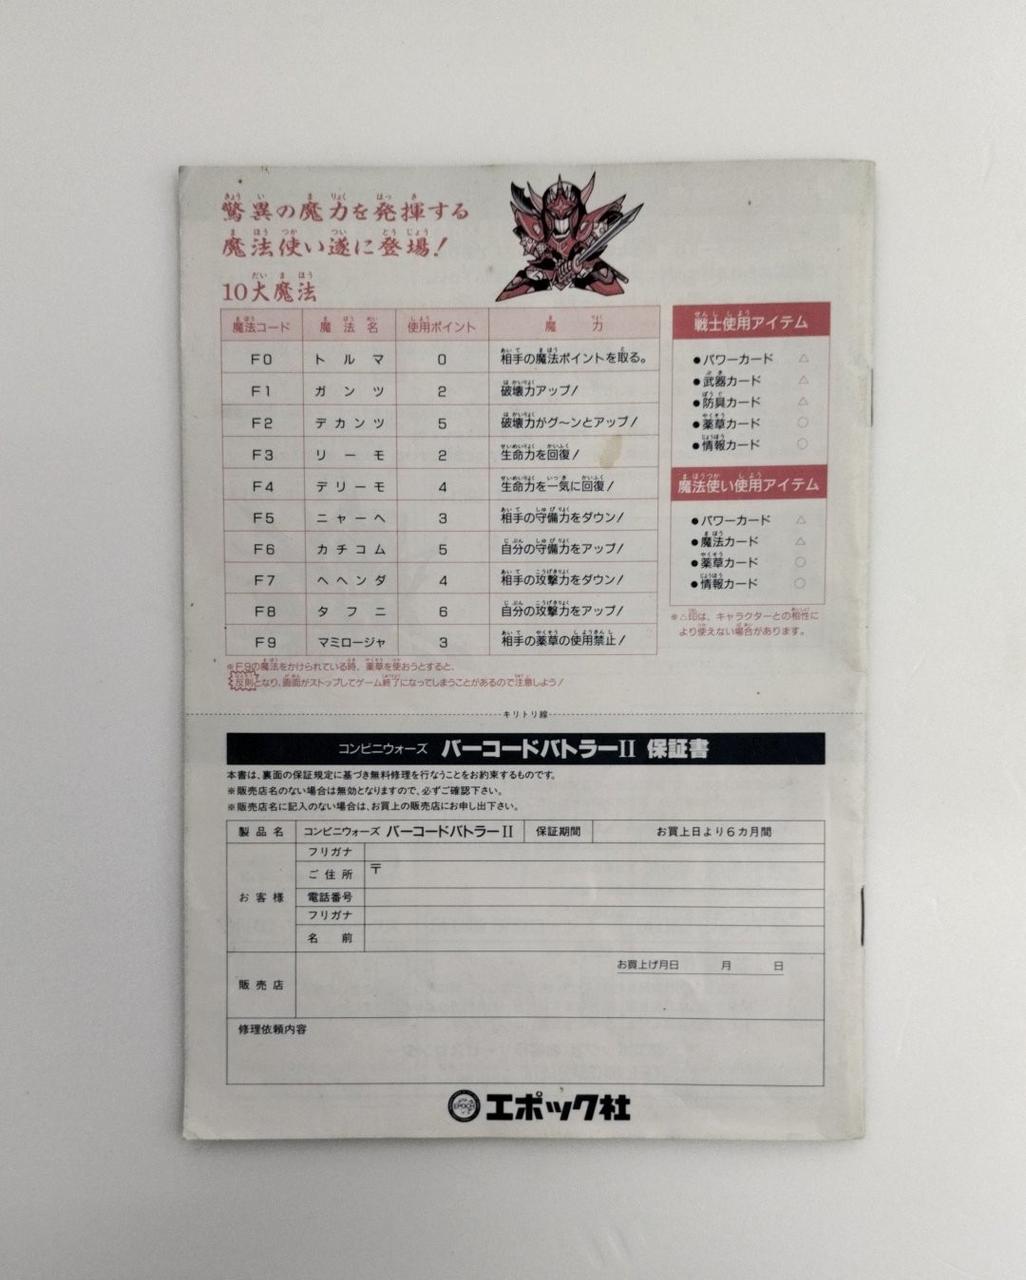 驚異の魔力を発揮する
魔法使い遂に登場！
10大魔法
魔法コード 魔法名 使用ポイント 魔力
F0 トルマ 0 相手の魔法ポイントを取る。
F1 ガンツ 2 破壊力アップ！
F2 デカンツ 5 破壊力がグ〜ンとアップ！
F3 リーモ 2 生命力を回復！
F4 デリーモ 4 生命力を一気に回復！
F5 ニャーヘ 3 相手の守備力をダウン！
F6 カチコム 5 自分の守備力をアップ！
F7 ヘヘンダ 4 相手の攻撃力をダウン！
F8 タフニ 6 自分の攻撃力をアップ！
F9 マミロージャ 3 相手の薬草の使用禁止！
※F9の魔法をかけられている時、薬草を使おうとすると、
反則となり、画面がストップしてゲーム終了になってしまうことがあるので注意しよう！
戦士使用アイテム
●パワーカード △
●武器カード △
●防具カード △
●薬草カード ○
●情報カード ○
魔法使い使用アイテム
●パワーカード △
●魔法カード △
●薬草カード ○
●情報カード ○
※△印は、キャラクターとの相性に
より使えない場合があります。
キリトリ線
コンビニウォーズ バーコードバトラーII 保証書
本書は、裏面の保証規定に基づき無料修理を行なうことをお約束するものです。
※販売店名のない場合は無効となりますので、必ずご確認下さい。
※販売店名に記入のない場合は、お買上の販売店にお申し出下さい。
製品名 コンビニウォーズ バーコードバトラーII 保証期間 お買上日より6カ月間
お客様
フリガナ
ご住所 〒
電話番号
フリガナ
名前
販売店
お買上げ月日 月 日
修理依頼内容
EPOCH エポック社